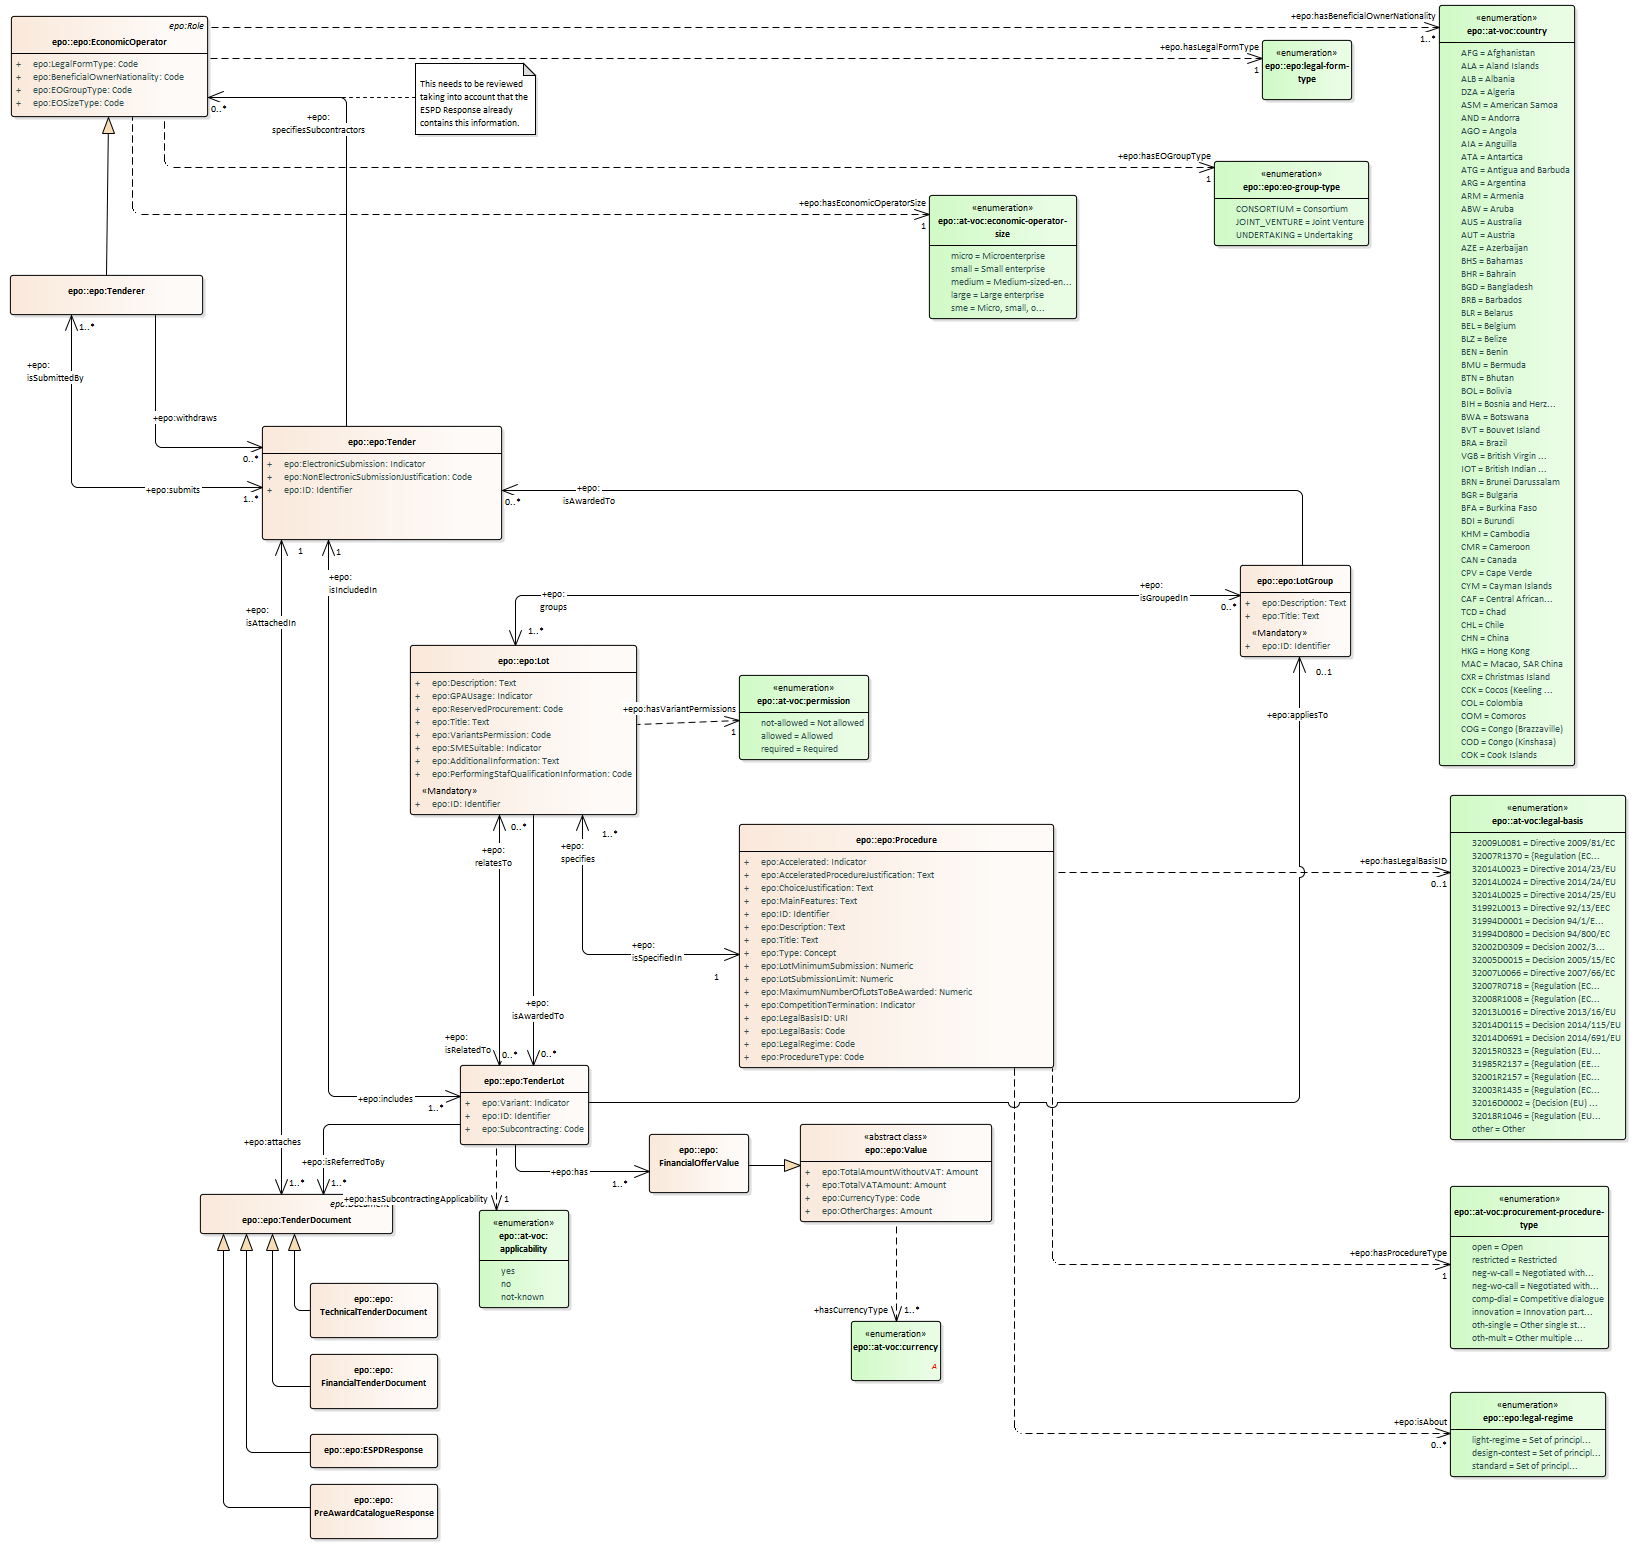 epo:Role
epo::epo:EconomicOperator
+ epo:LegalFormType: Code
+ epo:BeneficialOwnerNationality: Code
+ epo:EOGroupType: Code
+ epo:EOSizeType: Code
0..*
+epo:
specifiesSubcontractors
This needs to be reviewed
taking into account that the
ESPD Response already
contains this information.
+epo:hasBeneficialOwnerNationality
1..*
+epo.hasLegalFormType
1
«enumeration»
epo::epo:legal-form-
type
+epo:hasEOGroupType
1
«enumeration»
epo::epo:eo-group-type
CONSORTIUM = Consortium
JOINT_VENTURE = Joint Venture
UNDERTAKING = Undertaking
+epo:hasEconomicOperatorSize
1
«enumeration»
epo::at-voc:economic-operator-
size
micro = Microenterprise
small = Small enterprise
medium = Medium-sized-en...
large = Large enterprise
sme = Micro, small, o...
«enumeration»
epo::at-voc:country
AFG = Afghanistan
ALA = Aland Islands
ALB = Albania
DZA = Algeria
ASM = American Samoa
AND = Andorra
AGO = Angola
AIA = Anguilla
ATA = Antartica
ATG = Antigua and Barbuda
ARG = Argentina
ARM = Armenia
ABW = Aruba
AUS = Australia
AUT = Austria
AZE = Azerbaijan
BHS = Bahamas
BHR = Bahrain
BGD = Bangladesh
BRB = Barbados
BLR = Belarus
BEL = Belgium
BLZ = Belize
BEN = Benin
BMU = Bermuda
BTN = Bhutan
BOL = Bolivia
BIH = Bosnia and Herz...
BWA = Botswana
BVT = Bouvet Island
BRA = Brazil
VGB = British Virgin ...
IOT = British Indian ...
BRN = Brunei Darussalam
BGR = Bulgaria
BFA = Burkina Faso
BDI = Burundi
KHM = Cambodia
CMR = Cameroon
CAN = Canada
CPV = Cape Verde
CYM = Cayman Islands
CAF = Central African...
TCD = Chad
CHL = Chile
CHN = China
HKG = Hong Kong
MAC = Macao, SAR China
CXR = Christmas Island
CCK = Cocos (Keeling ...
COL = Colombia
COM = Comoros
COG = Congo (Brazzaville)
COD = Congo (Kinshasa)
COK = Cook Islands
epo::epo:Tenderer
1..*
+epo:
isSubmittedBy
+epo:withdraws
0..*
+epo:submits
1..*
epo::epo:Tender
+ epo:ElectronicSubmission: Indicator
+ epo:NonElectronicSubmissionJustification: Code
+ epo:ID: Identifier
+epo:
isAwardedTo
0..*
1
1
+epo:
isIncludedIn
+epo:
isAttachedIn
+epo:
groups
1..*
+epo:
isGroupedIn
0..*
epo::epo:LotGroup
+ epo:Description: Text
+ epo:Title: Text
«Mandatory»
+ epo:ID: Identifier
0..1
+epo:appliesTo
epo::epo:Lot
+ epo:Description: Text
+ epo:GPAUsage: Indicator
+ epo:ReservedProcurement: Code
+ epo:Title: Text
+ epo:VariantsPermission: Code
+ epo:SMESuitable: Indicator
+ epo:AdditionalInformation: Text
+ epo:PerformingStafQualificationInformation: Code
«Mandatory»
+ epo:ID: Identifier
+epo:hasVariantPermissions
1
«enumeration»
epo::at-voc:permission
not-allowed = Not allowed
allowed = Allowed
required = Required
0..*
+epo:
relatesTo
1..*
+epo:
specifies
+epo:
isSpecifiedIn
1
epo::epo:Procedure
+ epo:Accelerated: Indicator
+ epo:AcceleratedProcedureJustification: Text
+ epo:ChoiceJustification: Text
+ epo:MainFeatures: Text
+ epo:ID: Identifier
+ epo:Description: Text
+ epo:Title: Text
+ epo:Type: Concept
+ epo:LotMinimumSubmission: Numeric
+ epo:LotSubmissionLimit: Numeric
+ epo:MaximumNumberOfLotsToBeAwarded: Numeric
+ epo:CompetitionTermination: Indicator
+ epo:LegalBasisID: URI
+ epo:LegalBasis: Code
+ epo:LegalRegime: Code
+ epo:ProcedureType: Code
+epo:hasLegalBasisID
0..1
«enumeration»
epo::at-voc:legal-basis
32009L0081 = Directive 2009/81/EC
32007R1370 = {Regulation (EC...
32014L0023 = Directive 2014/23/EU
32014L0024 = Directive 2014/24/EU
32014L0025 = Directive 2014/25/EU
31992L0013 = Directive 92/13/EEC
31994D0001 = Decision 94/1/E...
31994D0800 = Decision 94/800/EC
32002D0309 = Decision 2002/3...
32005D0015 = Decision 2005/15/EC
32007L0066 = Directive 2007/66/EC
32007R0718 = {Regulation (EC...
32008R1008 = {Regulation (EC...
32013L0016 = Directive 2013/16/EU
32014D0115 = Decision 2014/115/EU
32014D0691 = Decision 2014/691/EU
32015R0323 = {Regulation (EU...
31985R2137 = {Regulation (EE...
32001R2157 = {Regulation (EC...
32003R1435 = {Regulation (EC...
32016D0002 = {Decision (EU) ...
32018R1046 = {Regulation (EU...
other = Other
+epo:
isAwardedTo
0..*
+epo:
isRelatedTo
0..*
epo::epo:TenderLot
+ epo:Variant: Indicator
+ epo:ID: Identifier
+ epo:Subcontracting: Code
+epo:includes
1..*
+epo:attaches
1..*
+epo:isReferredToBy
1..*
+epo:has
1..*
epo::epo:
FinancialOfferValue
«abstract class»
epo::epo:Value
+ epo:TotalAmountWithoutVAT: Amount
+ epo:TotalVATAmount: Amount
+ epo:CurrencyType: Code
+ epo:OtherCharges: Amount
+epo:hasSubcontractingApplicability
1
epo::epo:TenderDocument
«enumeration»
epo::at-voc:
applicability
yes
no
not-known
+hasCurrencyType
1..*
«enumeration»
epo::at-voc:currency
A
+epo:hasProcedureType
1
«enumeration»
epo::at-voc:procurement-procedure-
type
open = Open
restricted = Restricted
neg-w-call = Negotiated with...
neg-wo-call = Negotiated with...
comp-dial = Competitive dialogue
innovation = Innovation part...
oth-single = Other single st...
oth-mult = Other multiple ...
+epo:isAbout
0..*
«enumeration»
epo::epo:legal-regime
light-regime = Set of principl...
design-contest = Set of principl...
standard = Set of principl...
epo::epo:
TechnicalTenderDocument
epo::epo:
FinancialTenderDocument
epo::epo:ESPDResponse
epo::epo:
PreAwardCatalogueResponse